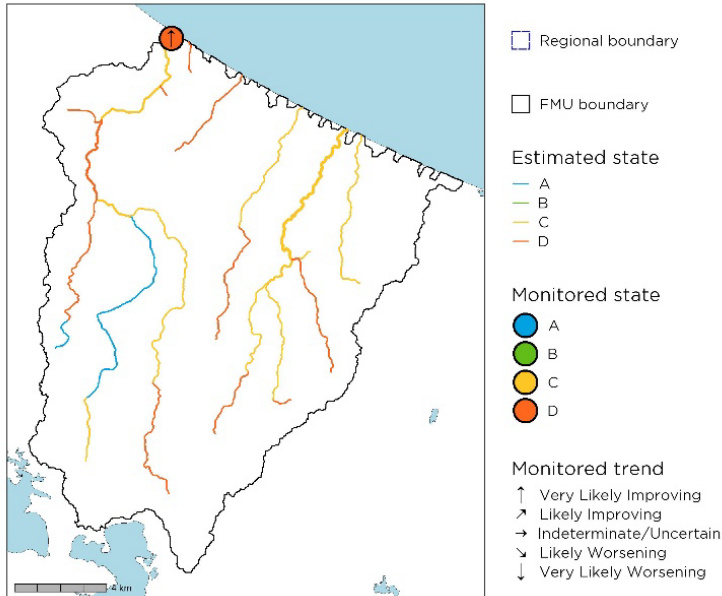 Regional boundary
FMU boundary
Estimated state
A
B
C
D
Monitored state
A
B
C
D
Monitored trend
↑ Very Likely Improving
↗ Likely Improving
→ Indeterminate/Uncertain
↘ Likely Worsening
↓ Very Likely Worsening
4 km